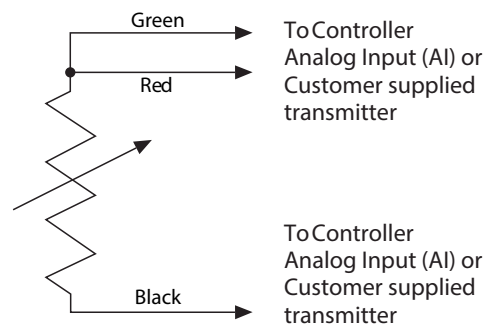 Green
To Controller
Analog Input (AI) or
Red
Customer supplied
transmitter
To Controller
Analog Input (AI) or
Customer supplied
Black
transmitter